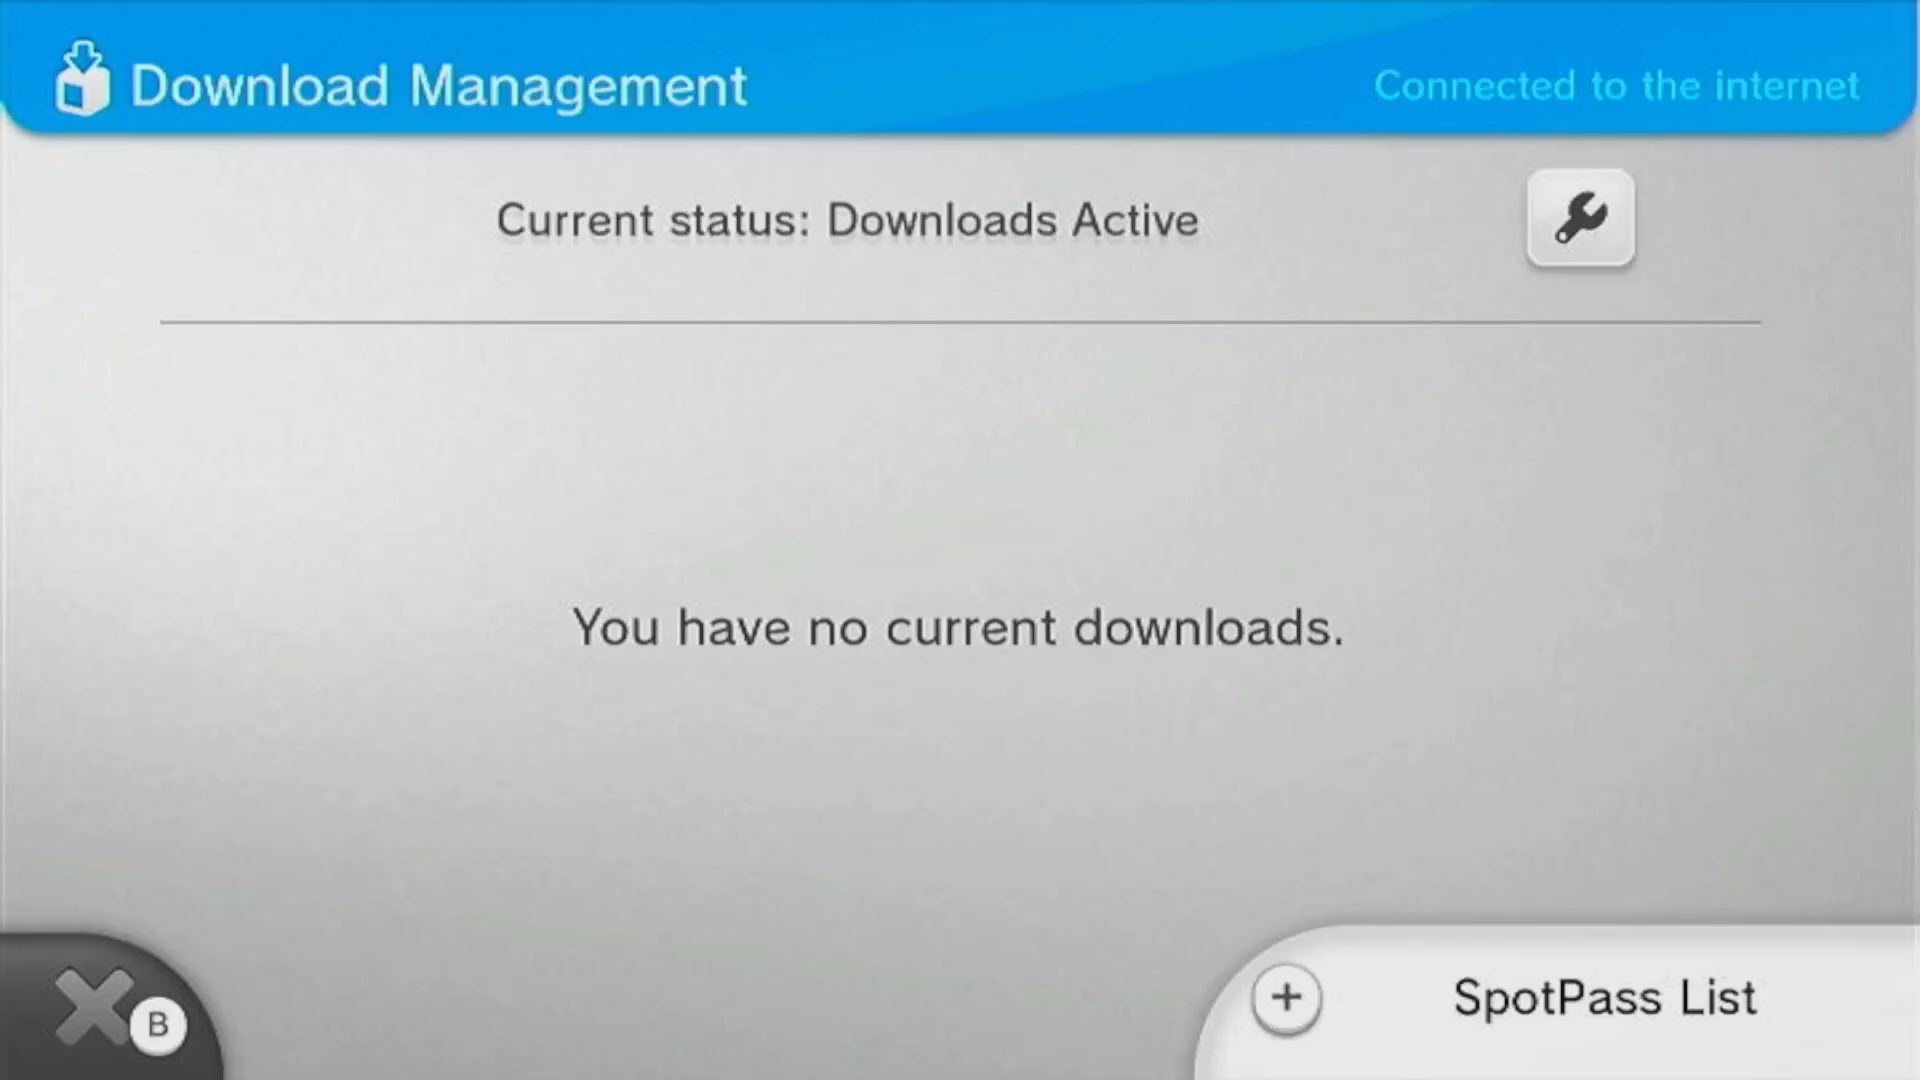 Download Management
Connected to the internet
Current status: Downloads Active
You have no current downloads.
B
+
SpotPass List